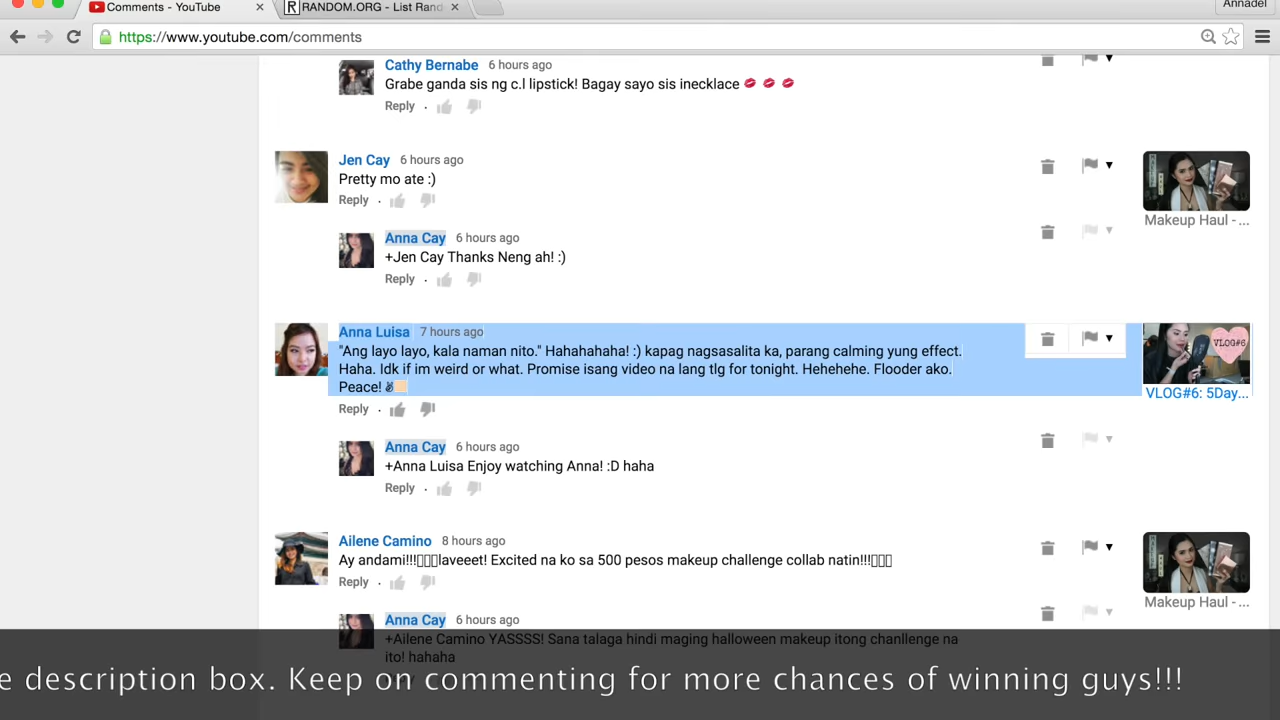 Comments - YouTube
RANDOM.ORG - List Rand
Annadel
https://www.youtube.com/comments
Cathy Bernabe 6 hours ago
Grabe ganda sis ng c.l lipstick! Bagay sayo sis inecklace 💋 💋 💋
Reply .
Jen Cay 6 hours ago
Pretty mo ate :)
Reply .
Makeup Haul - ...
Anna Cay 6 hours ago
+Jen Cay Thanks Neng ah! :)
Reply .
Anna Luisa 7 hours ago
"Ang layo layo, kala naman nito." Hahahahaha! :) kapag nagsasalita ka, parang calming yung effect.
Haha. Idk if im weird or what. Promise isang video na lang tlg for tonight. Hehehehe. Flooder ako.
Peace! ✌
VLOG#6
VLOG#6: 5Day...
Reply .
Anna Cay 6 hours ago
+Anna Luisa Enjoy watching Anna! :D haha
Reply .
Ailene Camino 8 hours ago
Ay andami!!!▯▯▯laveeet! Excited na ko sa 500 pesos makeup challenge collab natin!!!▯▯▯
Reply .
Makeup Haul - ...
Anna Cay 6 hours ago
+Ailene Camino YASSSS! Sana talaga hindi maging halloween makeup itong chanllenge na
ito! hahaha
e description box. Keep on commenting for more chances of winning guys!!!